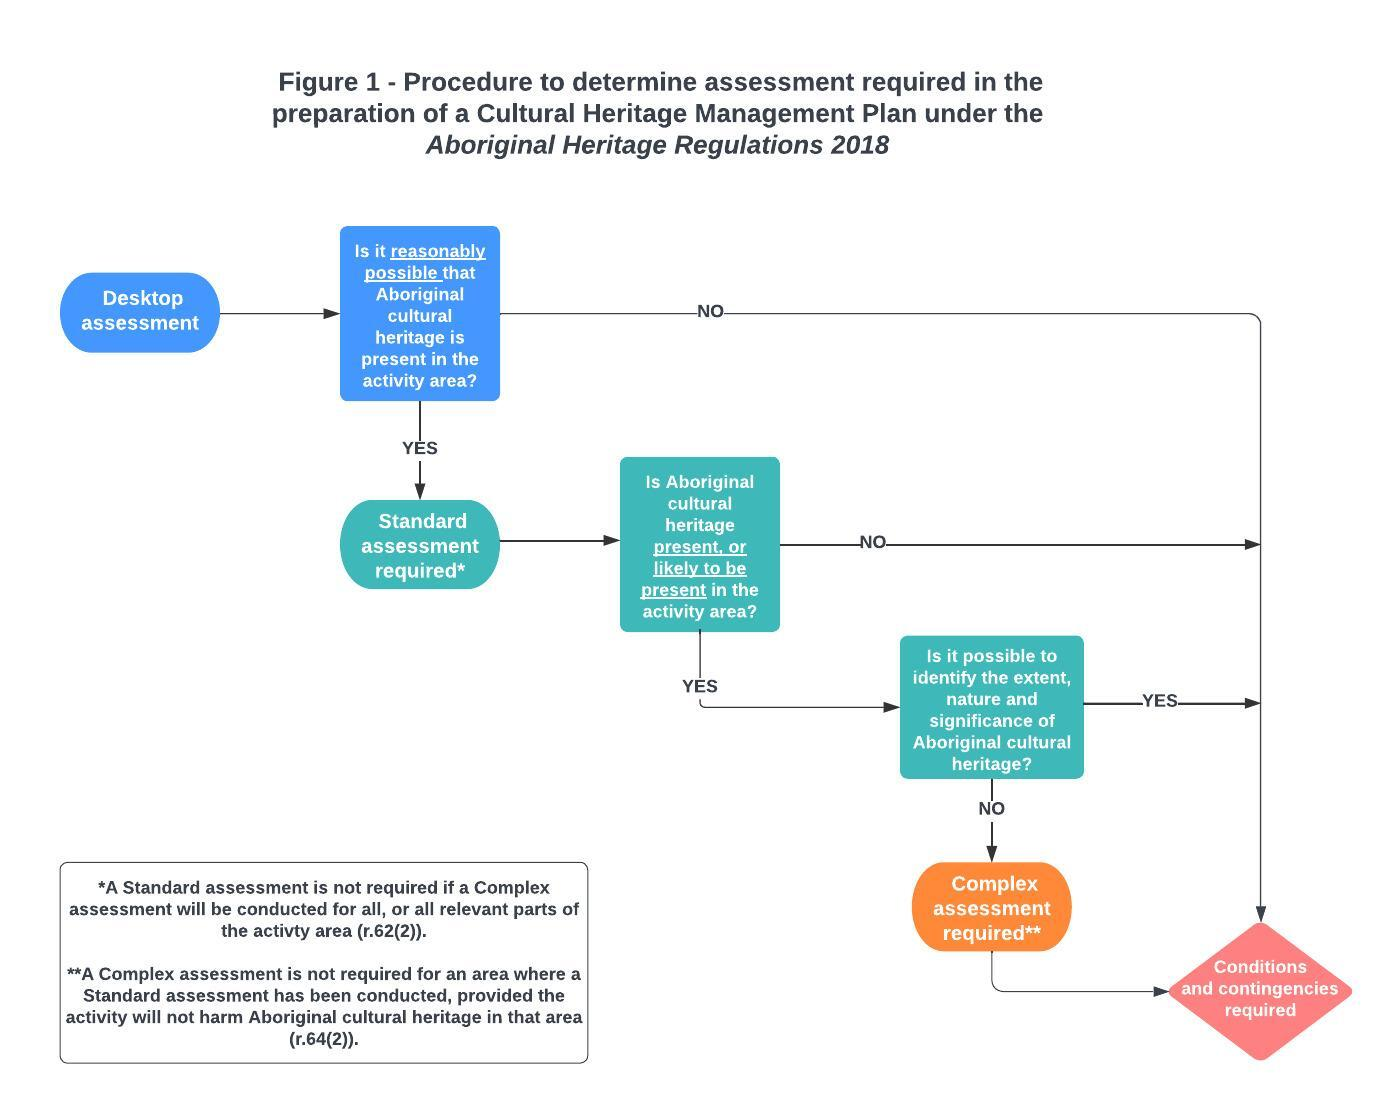 Figure 1 - Procedure to determine assessment required in the
preparation of a Cultural Heritage Management Plan under the
Aboriginal Heritage Regulations 2018
Desktop
assessment
Is it reasonably
possible that
Aboriginal
cultural
heritage is
present in the
activity area?
NO
YES
Standard
assessment
required*
Is Aboriginal
cultural
heritage
present, or
likely to be
present in the
activity area?
NO
YES
Is it possible to
identify the extent,
nature and
significance of
Aboriginal cultural
heritage?
YES
NO
Complex
assessment
required**
Conditions
and contingencies
required
*A Standard assessment is not required if a Complex
assessment will be conducted for all, or all relevant parts of
the activty area (r.62(2)).
**A Complex assessment is not required for an area where a
Standard assessment has been conducted, provided the
activity will not harm Aboriginal cultural heritage in that area
(r.64(2)).